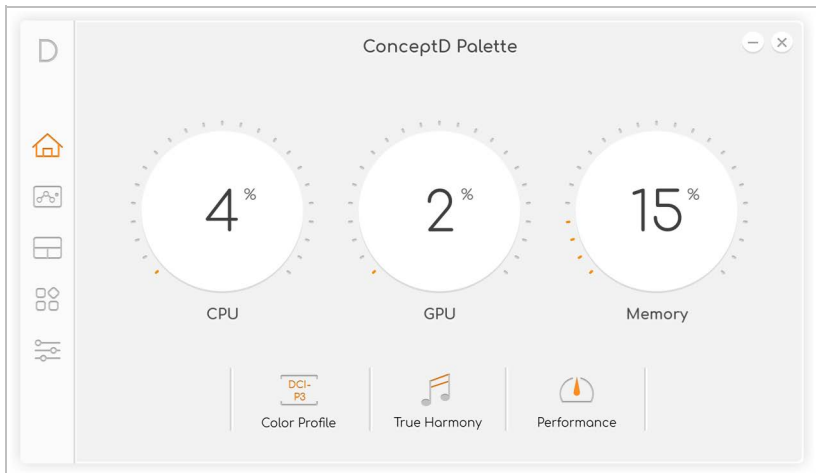 D
ConceptD Palette
4%
2%
15%
CPU
GPU
Memory
DCI-
P3
Color Profile
True Harmony
Performance